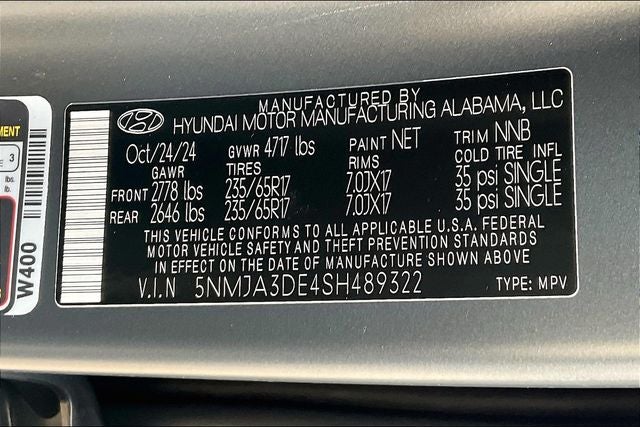 MANUFACTURED BY
HYUNDAI MOTOR MANUFACTURING ALABAMA, LLC
Oct/24/24 GVWR 4717 lbs PAINT NET TRIM NNB
GAWR TIRES RIMS COLD TIRE INFL
FRONT 2778 lbs 235/65R17 7.0JX17 35 psi SINGLE
REAR 2646 lbs 235/65R17 7.0JX17 35 psi SINGLE
THIS VEHICLE CONFORMS TO ALL APPLICABLE U.S.A. FEDERAL
MOTOR VEHICLE SAFETY AND THEFT PREVENTION STANDARDS
IN EFFECT ON THE DATE OF MANUFACTURE SHOWN ABOVE
V.I.N 5NMJA3DE4SH489322 TYPE: MPV
W400
3
lbs.